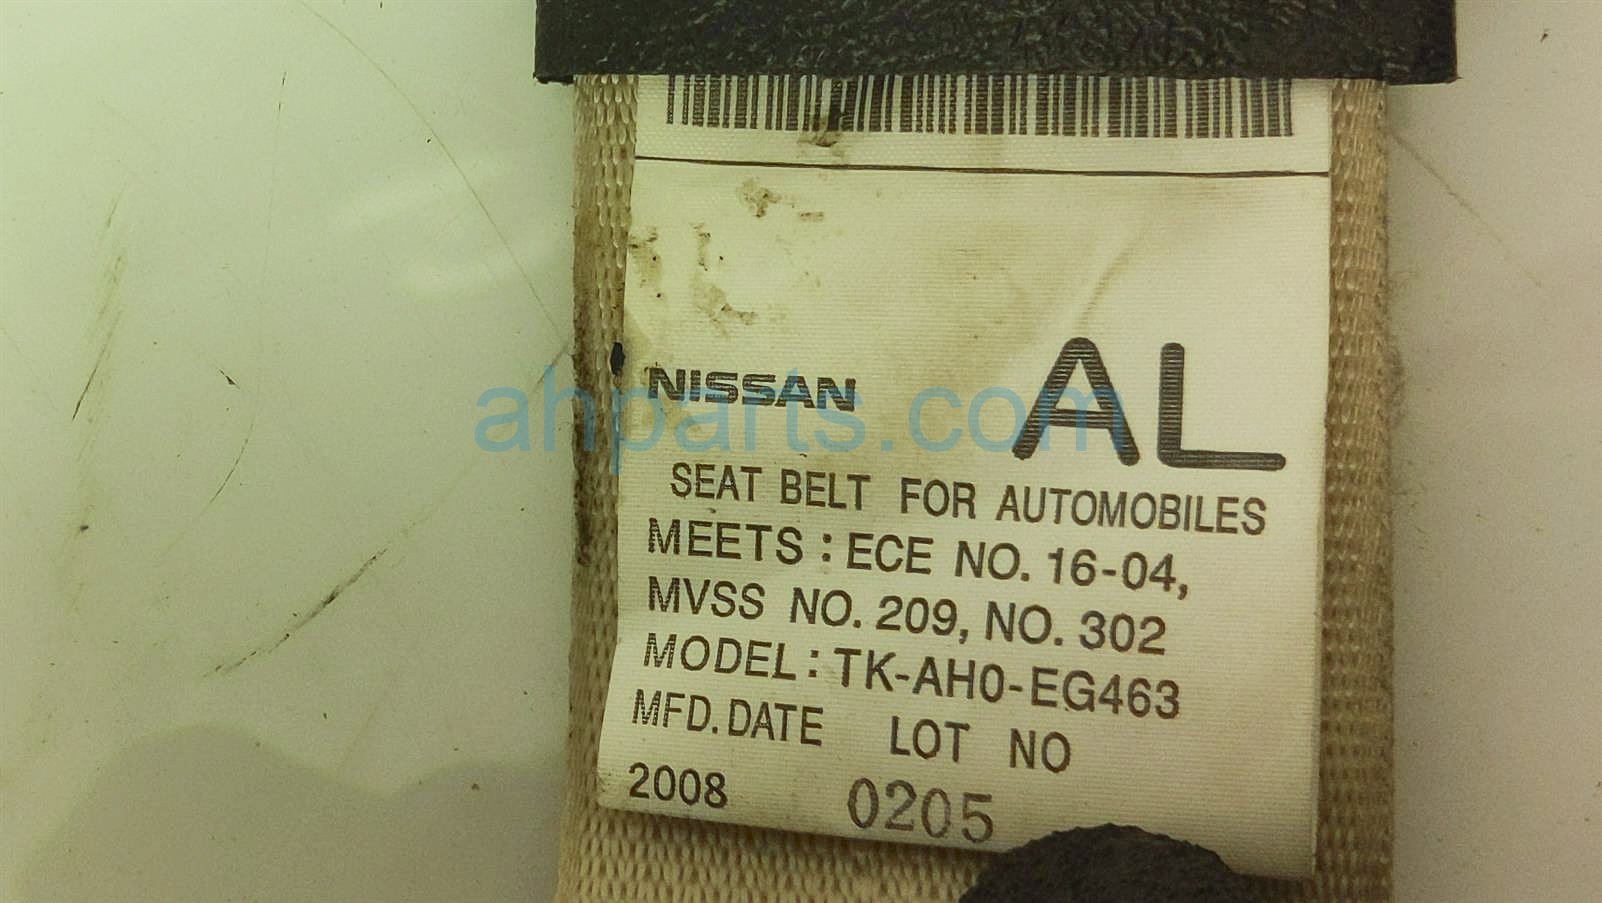 NISSAN AL
ahparts.com
SEAT BELT FOR AUTOMOBILES
MEETS : ECE NO. 16-04,
MVSS NO. 209, NO. 302
MODEL : TK-AH0-EG463
MFD. DATE LOT NO
2008 0205